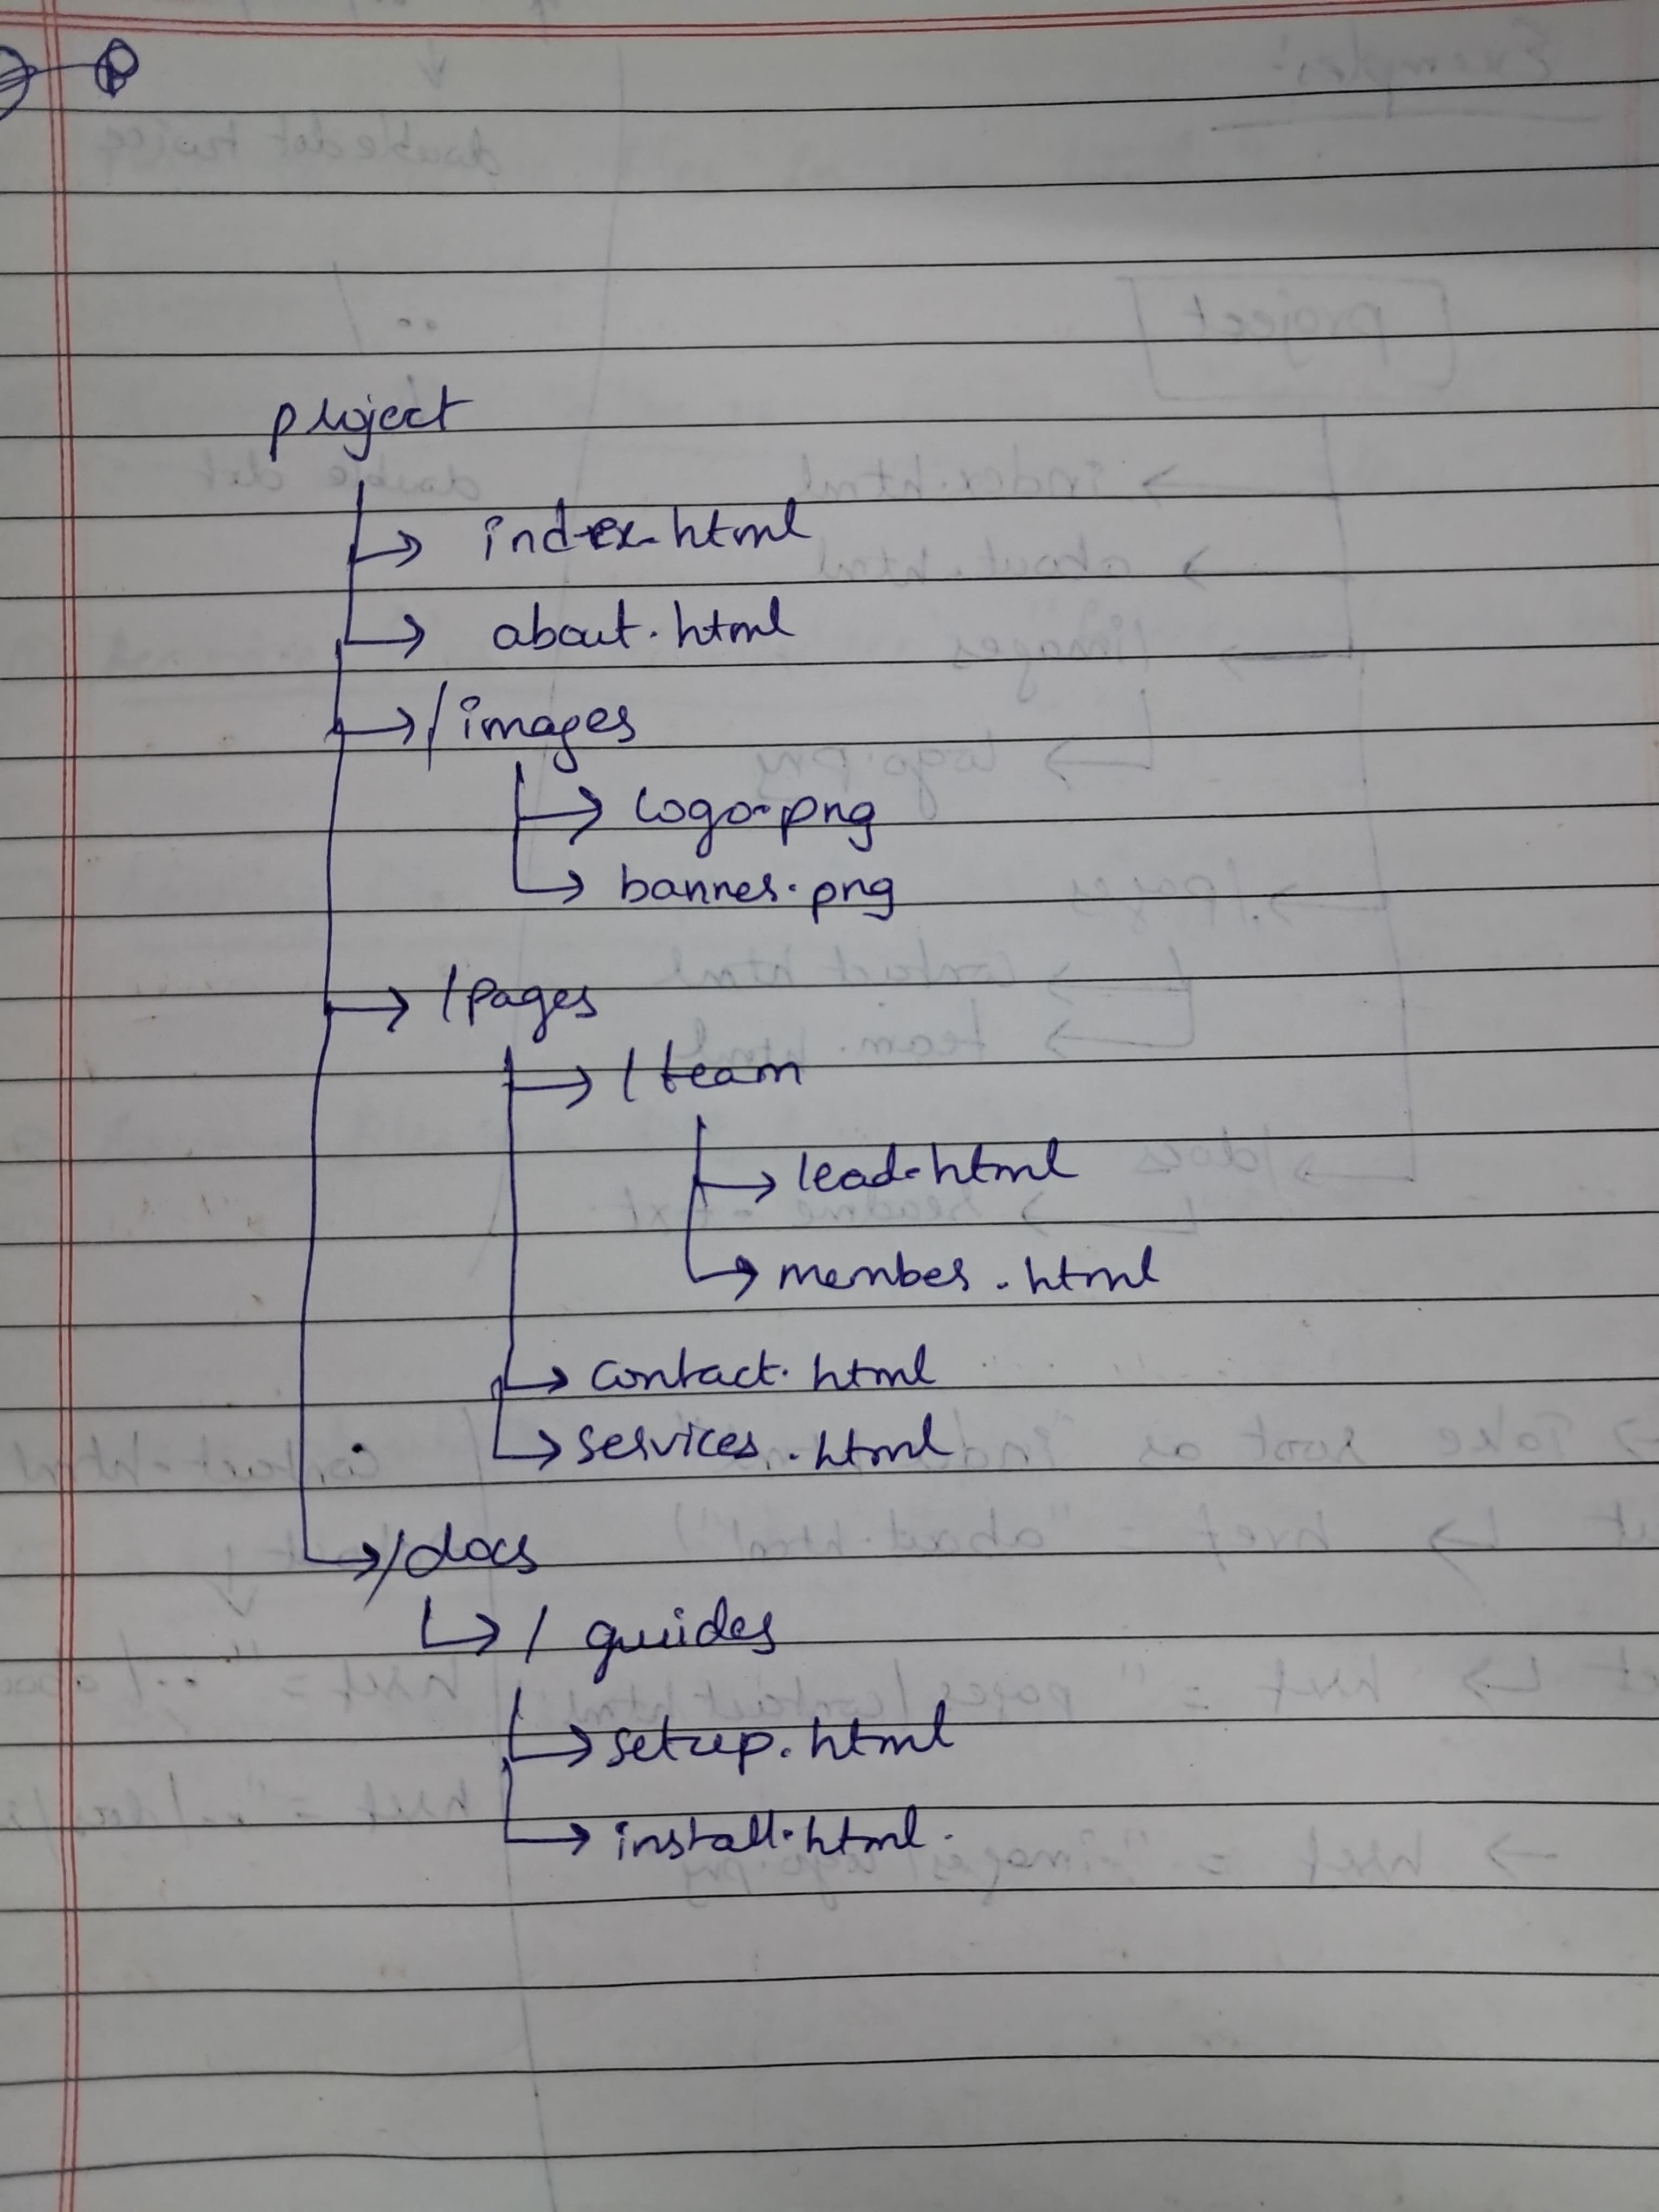 project
index.html
about.html
/images
logo.png
banner.png
/pages
/team
lead.html
member.html
contact.html
services.html
/docs
/guides
setup.html
install.html.